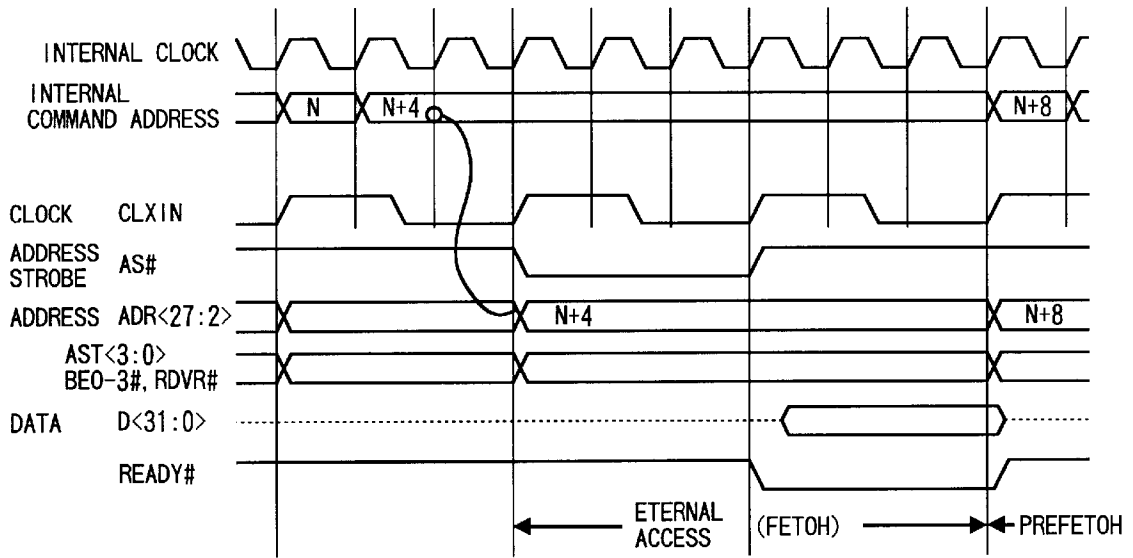 INTERNAL CLOCK
INTERNAL
COMMAND ADDRESS
N
N+4
N+8
CLOCK CLXIN
ADDRESS
STROBE AS#
ADDRESS ADR<27:2>
N+4
N+8
AST<3:0>
BE0-3#, RDVR#
DATA D<31:0>
READY#
ETERNAL
ACCESS
(FETOH)
PREFETOH